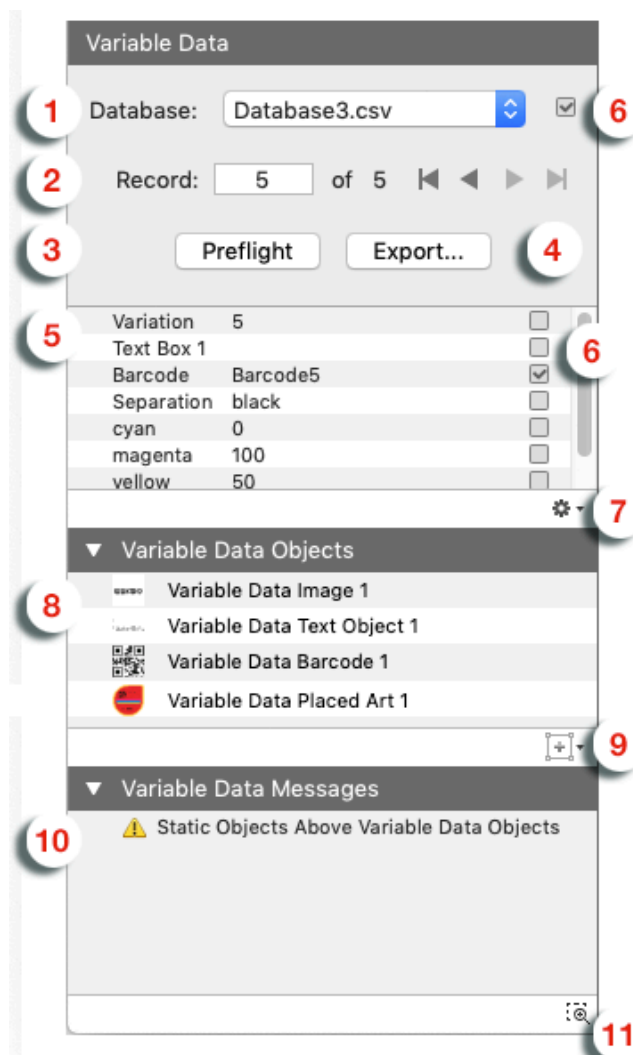 Variable Data
1 Database: Database3.csv 6
2 Record: 5 of 5
3 Preflight Export... 4
5 Variation 5
Text Box 1
6
Barcode Barcode5
Separation black
cyan 0
magenta 100
yellow 50
7
Variable Data Objects
8 Variable Data Image 1
Variable Data Text Object 1
Variable Data Barcode 1
Variable Data Placed Art 1
9
Variable Data Messages
10 Static Objects Above Variable Data Objects
11